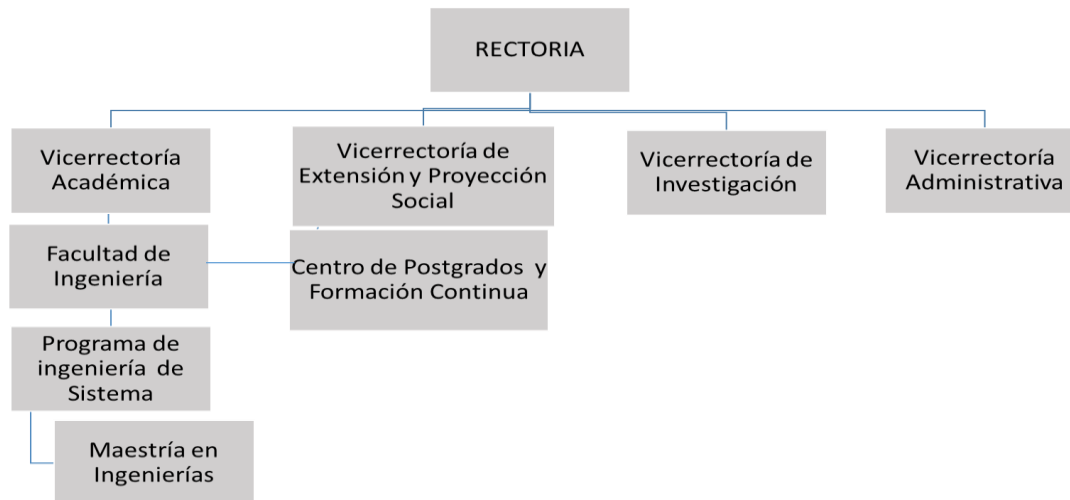 RECTORIA
Vicerrectoría
Académica
Vicerrectoría de
Extensión y Proyección
Social
Vicerrectoría de
Investigación
Vicerrectoría
Administrativa
Facultad de
Ingeniería
Centro de Postgrados y
Formación Continua
Programa de
ingeniería de
Sistema
Maestría en
Ingenierías